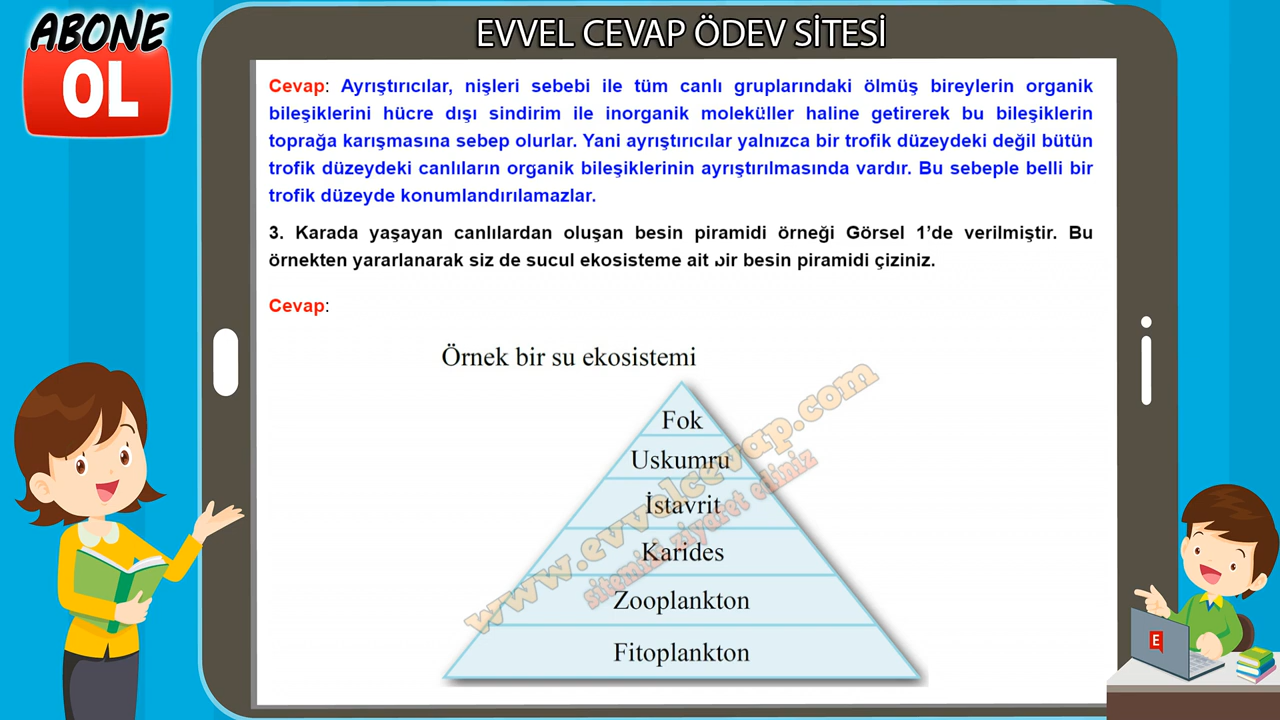 ABONE
OL
EVVEL CEVAP ÖDEV SİTESİ
Cevap: Ayrıştırıcılar, nişleri sebebi ile tüm canlı gruplarındaki ölmüş bireylerin organik
bileşiklerini hücre dışı sindirim ile inorganik moleküller haline getirerek bu bileşiklerin
toprağa karışmasına sebep olurlar. Yani ayrıştırıcılar yalnızca bir trofik düzeydeki değil bütün
trofik düzeydeki canlıların organik bileşiklerinin ayrıştırılmasında vardır. Bu sebeple belli bir
trofik düzeyde konumlandırılamazlar.
3. Karada yaşayan canlılardan oluşan besin piramidi örneği Görsel 1’de verilmiştir. Bu
örnekten yararlanarak siz de sucul ekosisteme ait bir besin piramidi çiziniz.
Cevap:
Örnek bir su ekosistemi
Fok
Uskumru
İstavrit
Karides
Zooplankton
Fitoplankton
www.evvelcevap.com
sitemizi ziyaret ediniz
E